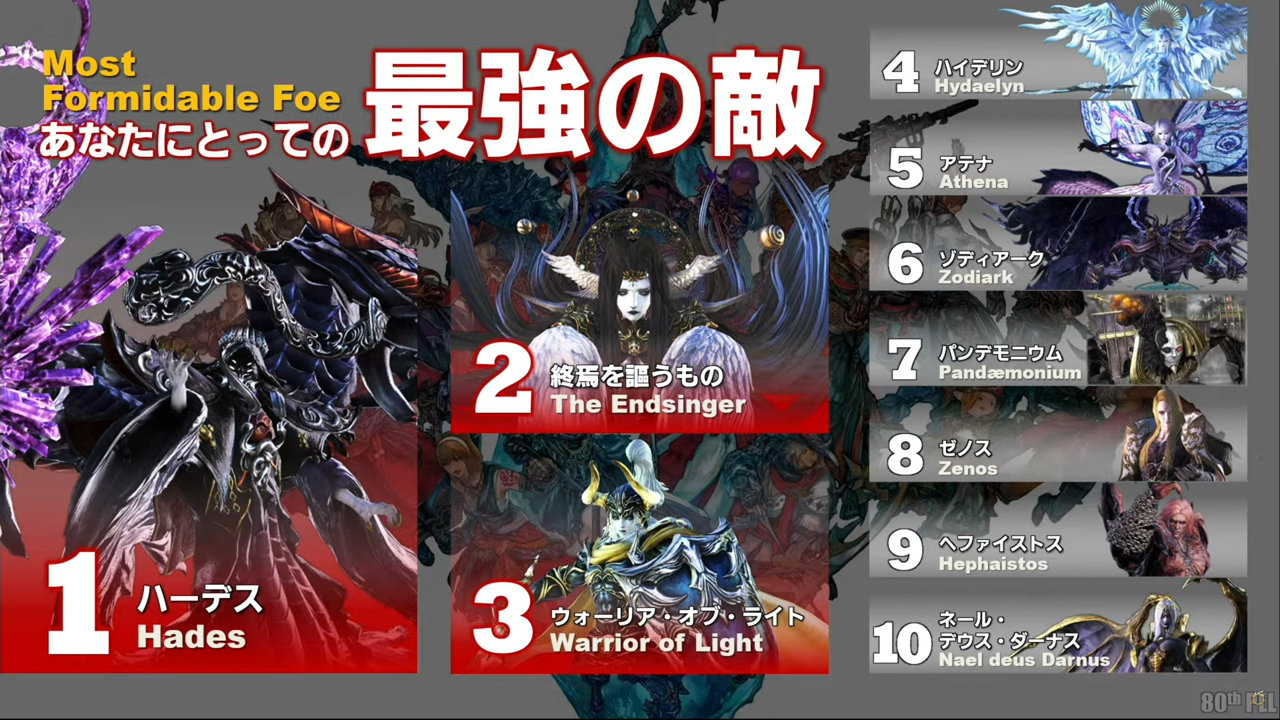 Most
Formidable Foe
あなたにとっての
最強の敵
1
ハーデス
Hades
2
終焉を謳うもの
The Endsinger
3
ウォーリア・オブ・ライト
Warrior of Light
4
ハイデリン
Hydaelyn
5
アテナ
Athena
6
ゾディアーク
Zodiark
7
パンデモニウム
Pandæmonium
8
ゼノス
Zenos
9
ヘファイストス
Hephaistos
10
ネール・
デウス・ダーナス
Nael deus Darnus
80th PLL